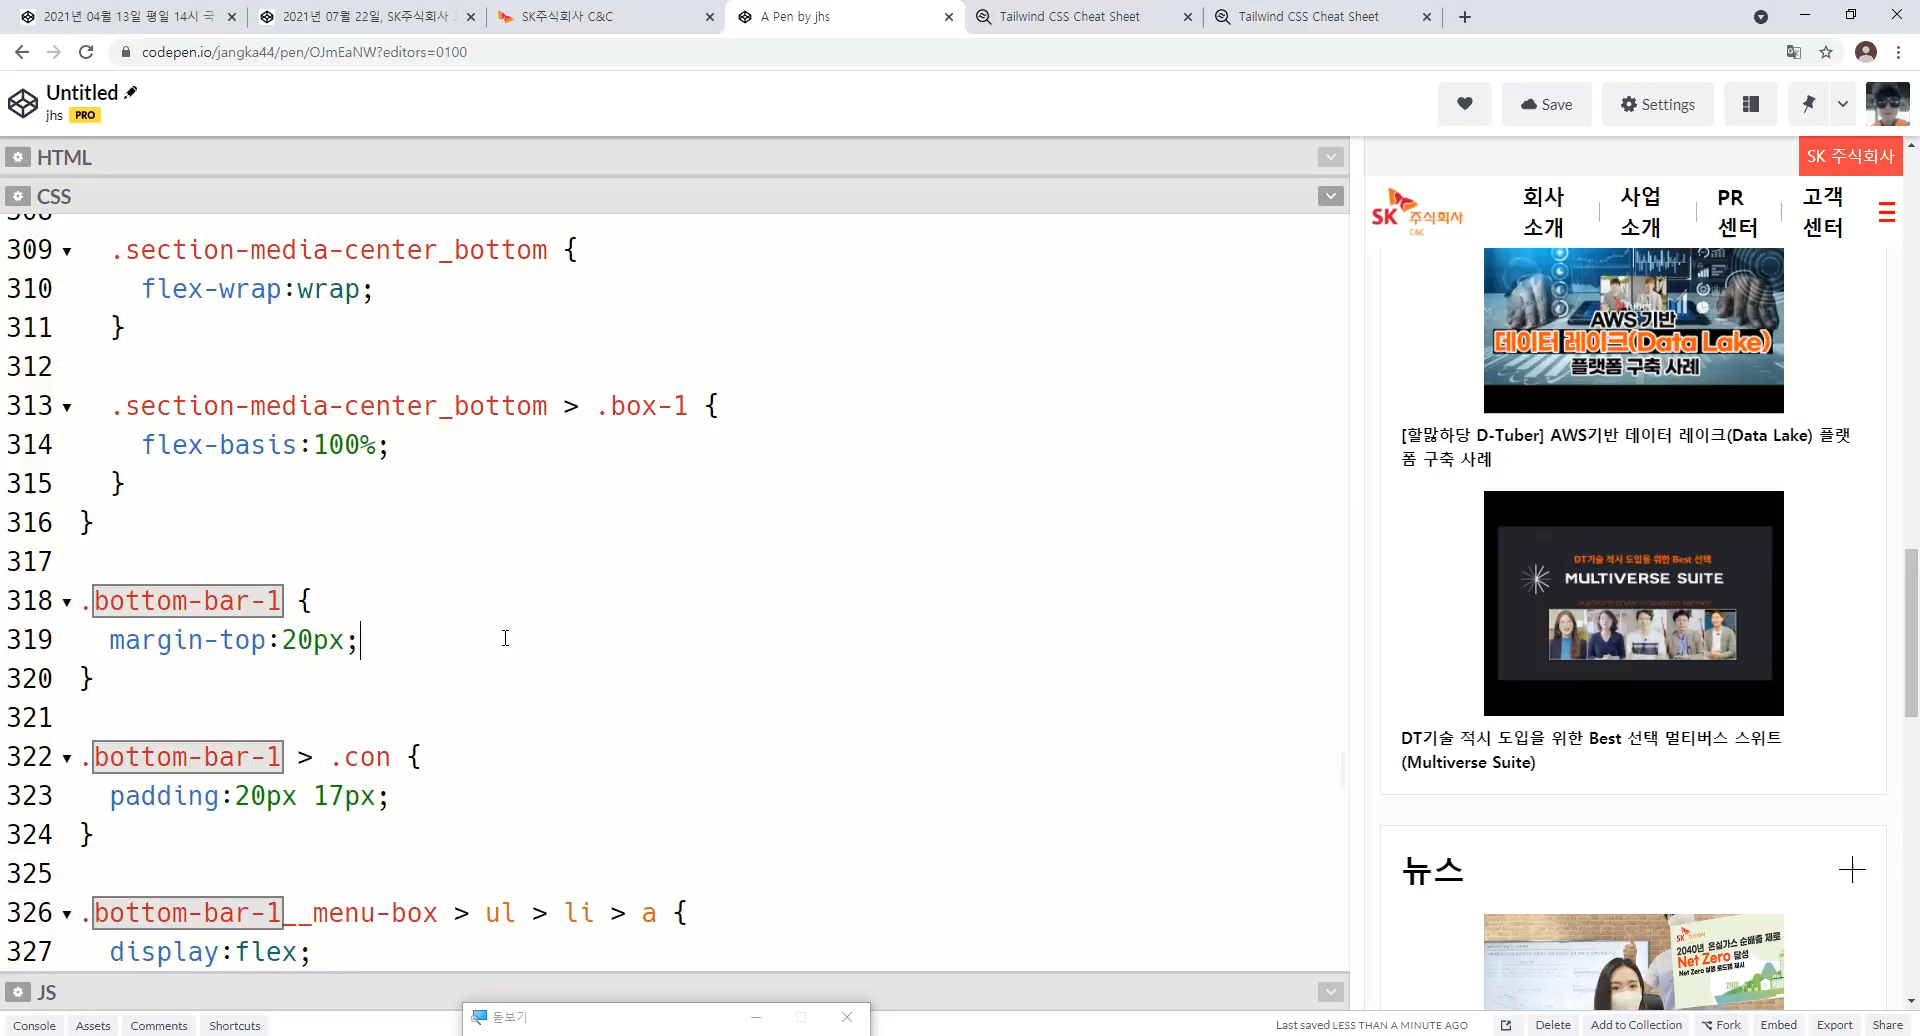 2021년 04월 13일 평일 14시 국
2021년 07월 22일, SK주식회사
SK주식회사 C&C
A Pen by jhs
Tailwind CSS Cheat Sheet
Tailwind CSS Cheat Sheet
codepen.io/jangka44/pen/OJmEaNW?editors=0100
Untitled
jhs PRO
Save
Settings
HTML
CSS
308
309 .section-media-center_bottom {
310 flex-wrap:wrap;
311 }
312
313 .section-media-center_bottom > .box-1 {
314 flex-basis:100%;
315 }
316 }
317
318 .bottom-bar-1 {
319 margin-top:20px;
320 }
321
322 .bottom-bar-1 > .con {
323 padding:20px 17px;
324 }
325
326 .bottom-bar-1__menu-box > ul > li > a {
327 display:flex;
JS
SK 주식회사
SK 주식회사
C&C
회사
소개
사업
소개
PR
센터
고객
센터
AWS 기반
데이터 레이크(Data Lake)
플랫폼 구축 사례
[할많하당 D-Tuber] AWS기반 데이터 레이크(Data Lake) 플랫
폼 구축 사례
DT기술 적시 도입을 위한 Best 선택
MULTIVERSE SUITE
DT기술 적시 도입을 위한 Best 선택 멀티버스 스위트
(Multiverse Suite)
뉴스
SK 주식회사
2040년 온실가스 순배출 제로
Net Zero 달성
돋보기
Console
Assets
Comments
Shortcuts
Last saved LESS THAN A MINUTE AGO
Delete
Add to Collection
Fork
Embed
Export
Share